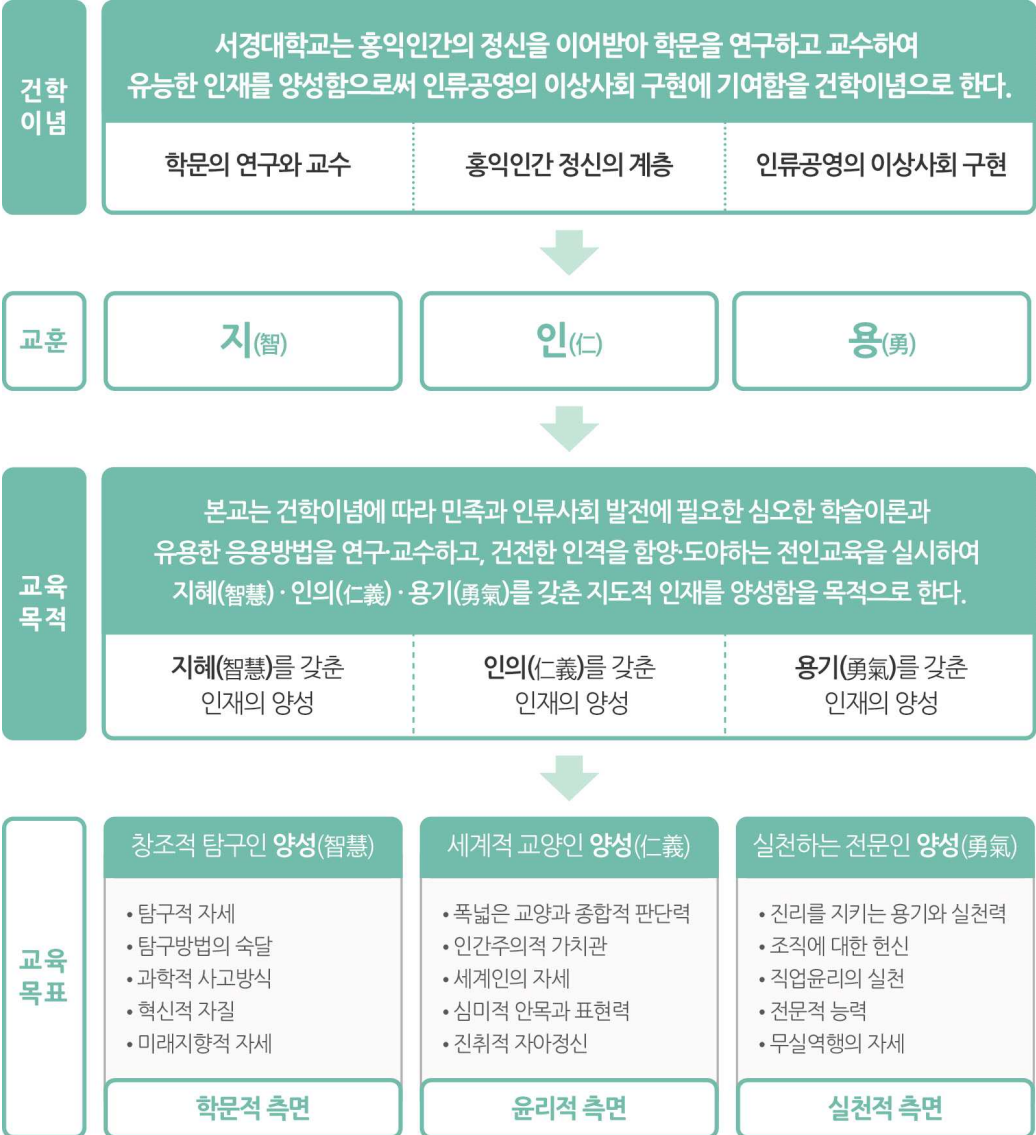 건학
이념
서경대학교는 홍익인간의 정신을 이어받아 학문을 연구하고 교수하여
유능한 인재를 양성함으로써 인류공영의 이상사회 구현에 기여함을 건학이념으로 한다.
학문의 연구와 교수
홍익인간 정신의 계층
인류공영의 이상사회 구현
교훈
지(智)
인(仁)
용(勇)
교육
목적
본교는 건학이념에 따라 민족과 인류사회 발전에 필요한 심오한 학술이론과
유용한 응용방법을 연구·교수하고, 건전한 인격을 함양·도야하는 전인교육을 실시하여
지혜(智慧) · 인의(仁義) · 용기(勇氣)를 갖춘 지도적 인재를 양성함을 목적으로 한다.
지혜(智慧)를 갖춘
인재의 양성
인의(仁義)를 갖춘
인재의 양성
용기(勇氣)를 갖춘
인재의 양성
교육
목표
창조적 탐구인 양성(智慧)
• 탐구적 자세
• 탐구방법의 숙달
• 과학적 사고방식
• 혁신적 자질
• 미래지향적 자세
학문적 측면
세계적 교양인 양성(仁義)
• 폭넓은 교양과 종합적 판단력
• 인간주의적 가치관
• 세계인의 자세
• 심미적 안목과 표현력
• 진취적 자아정신
윤리적 측면
실천하는 전문인 양성(勇氣)
• 진리를 지키는 용기와 실천력
• 조직에 대한 헌신
• 직업윤리의 실천
• 전문적 능력
• 무실역행의 자세
실천적 측면